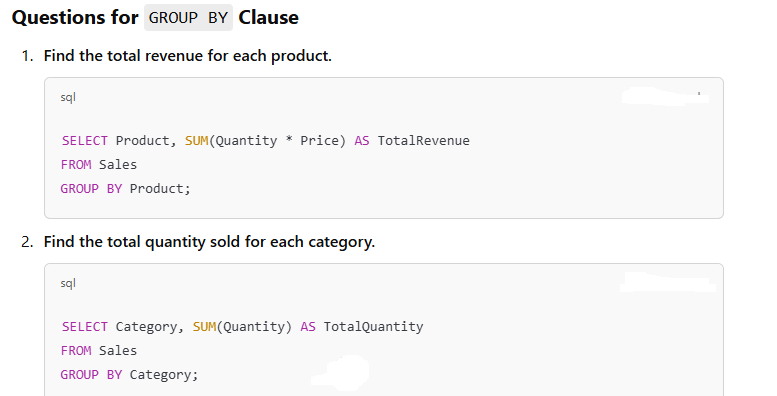 Questions for GROUP BY Clause
1. Find the total revenue for each product.
sql
SELECT Product, SUM(Quantity * Price) AS TotalRevenue
FROM Sales
GROUP BY Product;
2. Find the total quantity sold for each category.
sql
SELECT Category, SUM(Quantity) AS TotalQuantity
FROM Sales
GROUP BY Category;